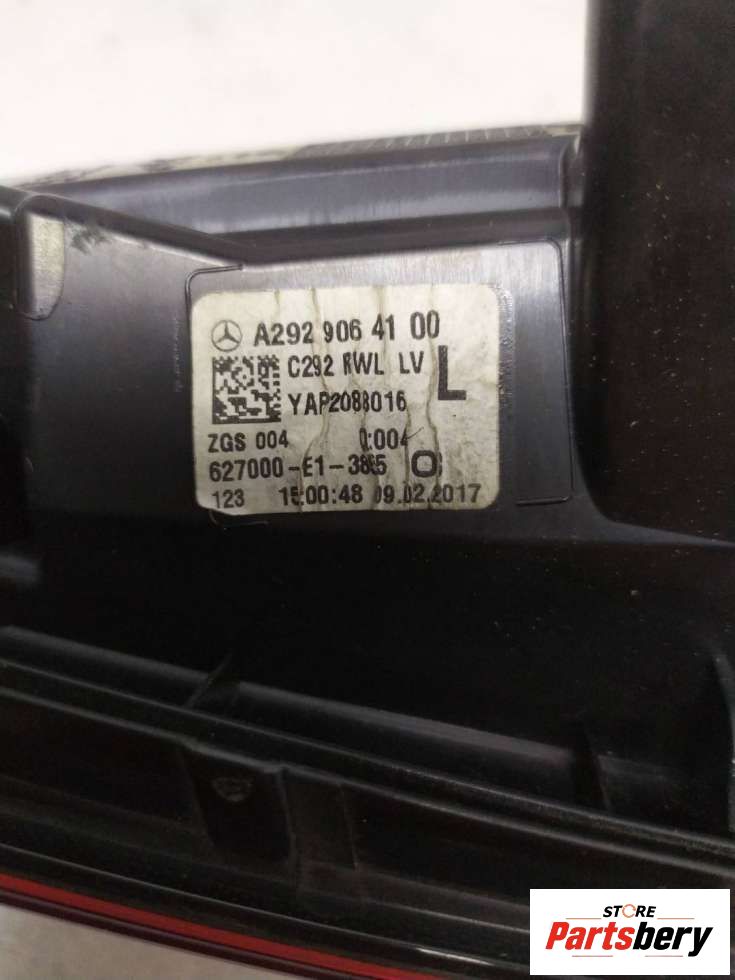 A292 906 41 00
C292 RWL LV L
YAP2088016
ZGS 004 0:004
627000-E1- O
123 15:00:48 09.02.2017
STORE
Partsbery